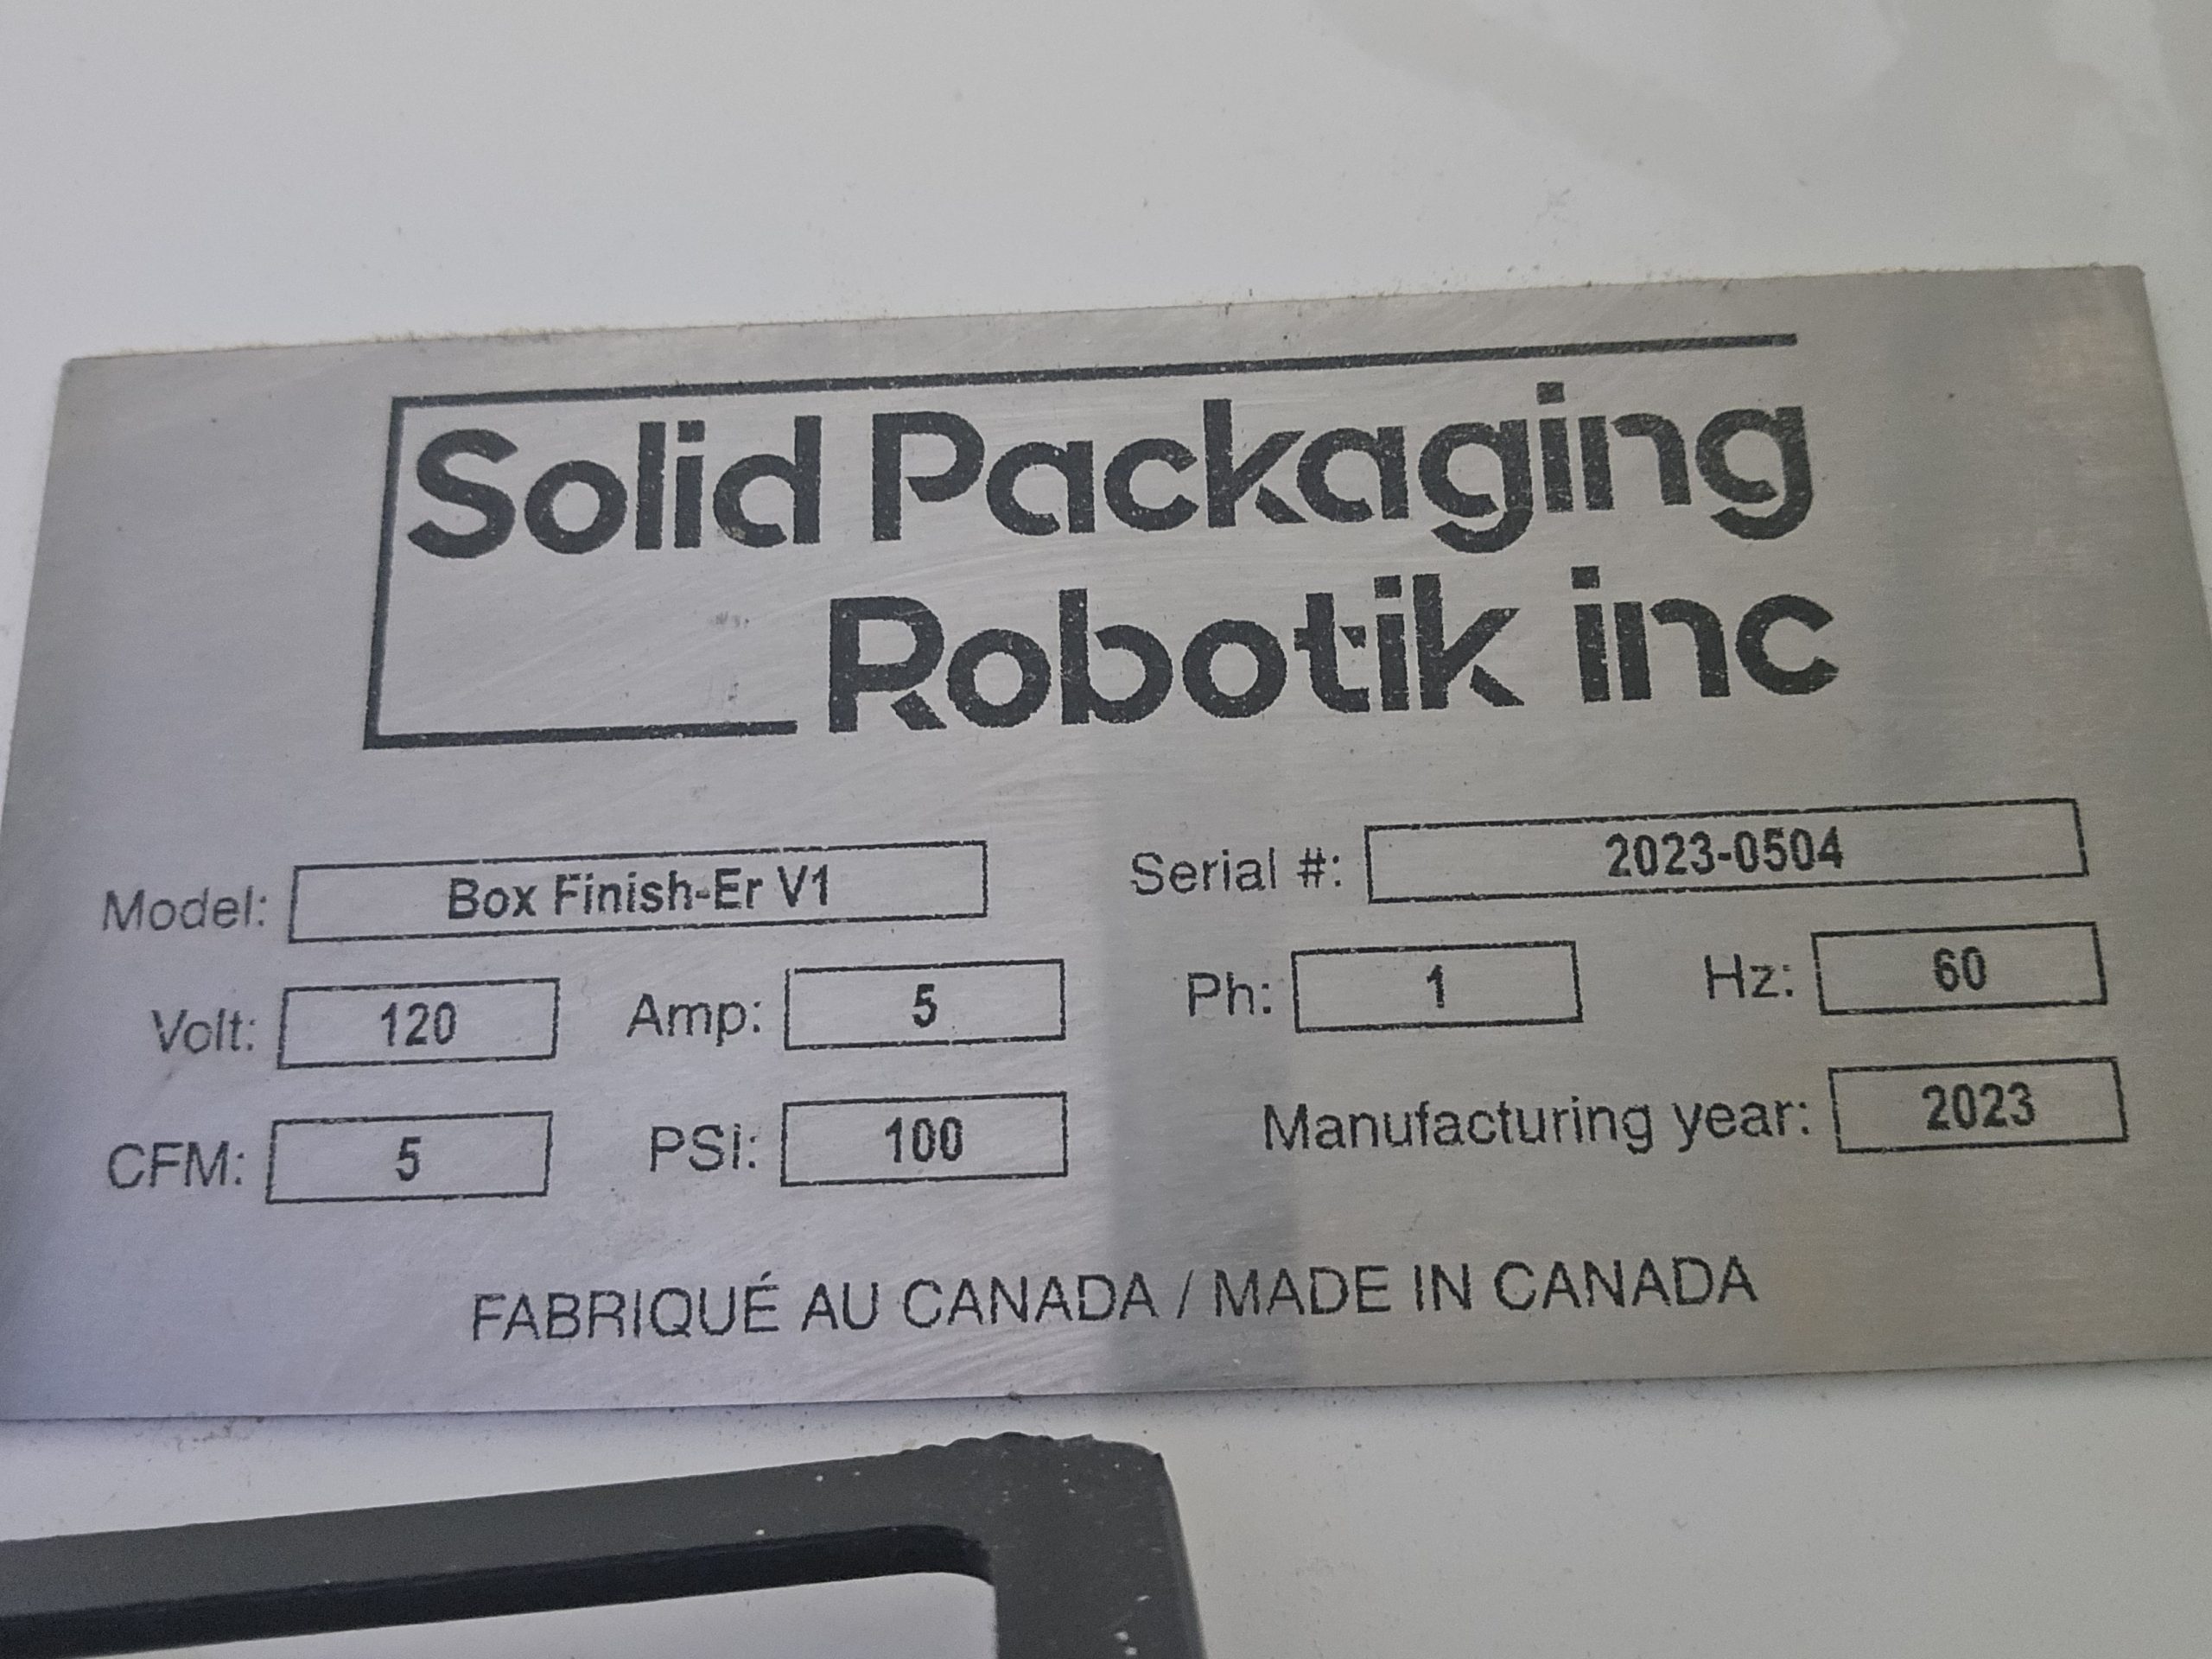 Solid Packaging
Robotik inc
Model: Box Finish-Er V1 Serial #: 2023-0504
Volt: 120 Amp: 5 Ph: 1 Hz: 60
CFM: 5 PSI: 100 Manufacturing year: 2023
FABRIQUÉ AU CANADA / MADE IN CANADA